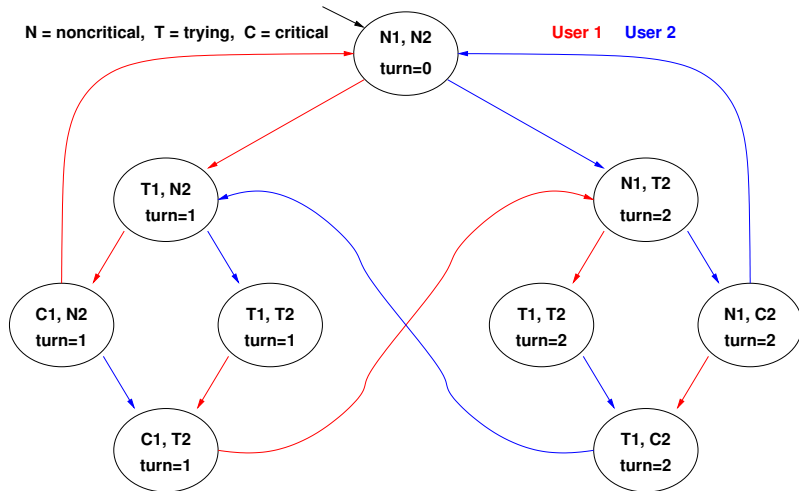 N = noncritical, T = trying, C = critical
User 1 User 2
N1, N2
turn=0
T1, N2
turn=1
N1, T2
turn=2
C1, N2
turn=1
T1, T2
turn=1
T1, T2
turn=2
N1, C2
turn=2
C1, T2
turn=1
T1, C2
turn=2